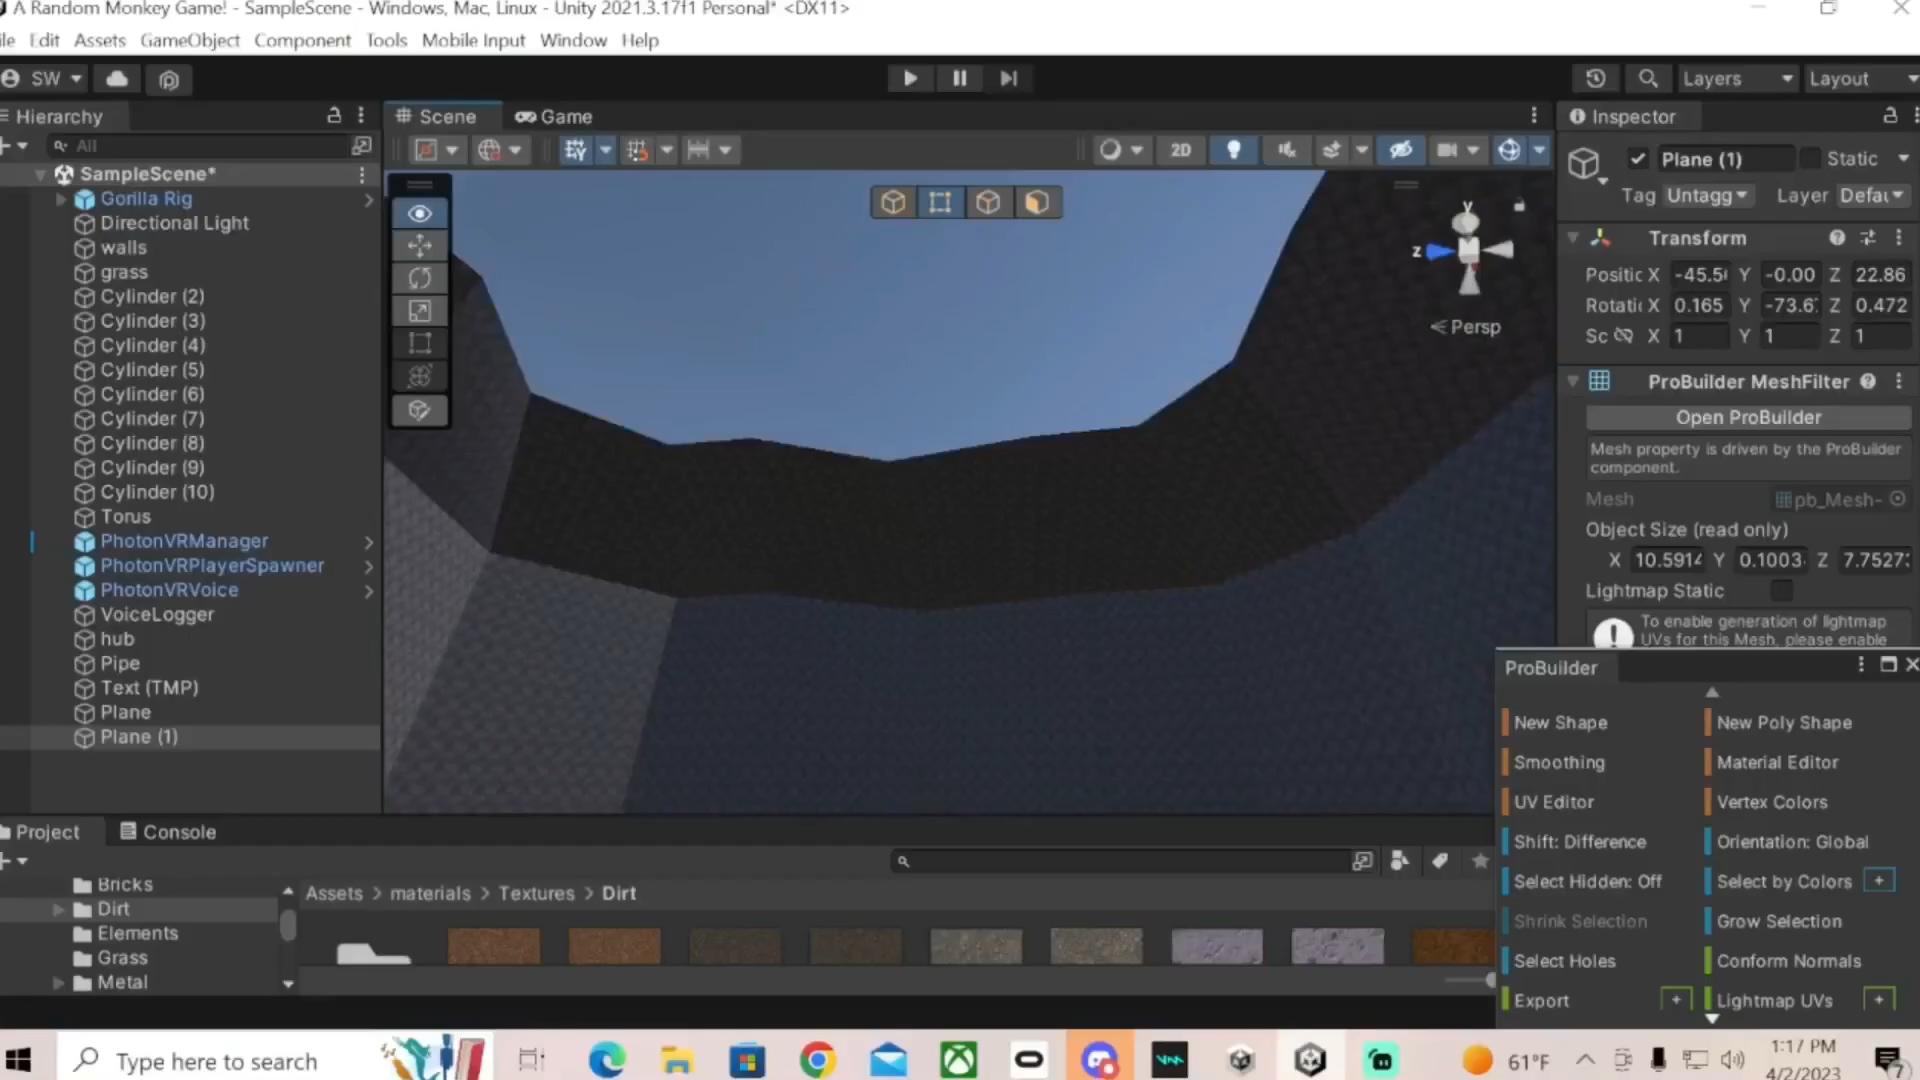 A Random Monkey Game! - SampleScene - Windows, Mac, Linux - Unity 2021.3.17f1 Personal* <DX11>
Edit Assets GameObject Component Tools Mobile Input Window Help
SW Layers Layout
Hierarchy
All
SampleScene*
Gorilla Rig
Directional Light
walls
grass
Cylinder (2)
Cylinder (3)
Cylinder (4)
Cylinder (5)
Cylinder (6)
Cylinder (7)
Cylinder (8)
Cylinder (9)
Cylinder (10)
Torus
PhotonVRManager
PhotonVRPlayerSpawner
PhotonVRVoice
VoiceLogger
hub
Pipe
Text (TMP)
Plane
Plane (1)
Scene Game
2D
y
z
Persp
Inspector
Plane (1) Static
Tag Untagg Layer Defau
Transform
Positic X -45.5 Y -0.00 Z 22.86
Rotati X 0.165 Y -73.6 Z 0.472
Sc X 1 Y 1 Z 1
ProBuilder MeshFilter
Open ProBuilder
Mesh property is driven by the ProBuilder
component.
Mesh pb_Mesh-
Object Size (read only)
X 10.5914 Y 0.1003 Z 7.7527
Lightmap Static
To enable generation of lightmap
UVs for this Mesh, please enable
ProBuilder
New Shape New Poly Shape
Smoothing Material Editor
UV Editor Vertex Colors
Shift: Difference Orientation: Global
Select Hidden: Off Select by Colors +
Shrink Selection Grow Selection
Select Holes Conform Normals
Export + Lightmap UVs +
Project Console
Bricks
Dirt
Elements
Grass
Metal
Assets > materials > Textures > Dirt
Type here to search
61°F
1:17 PM
4/2/2023
7